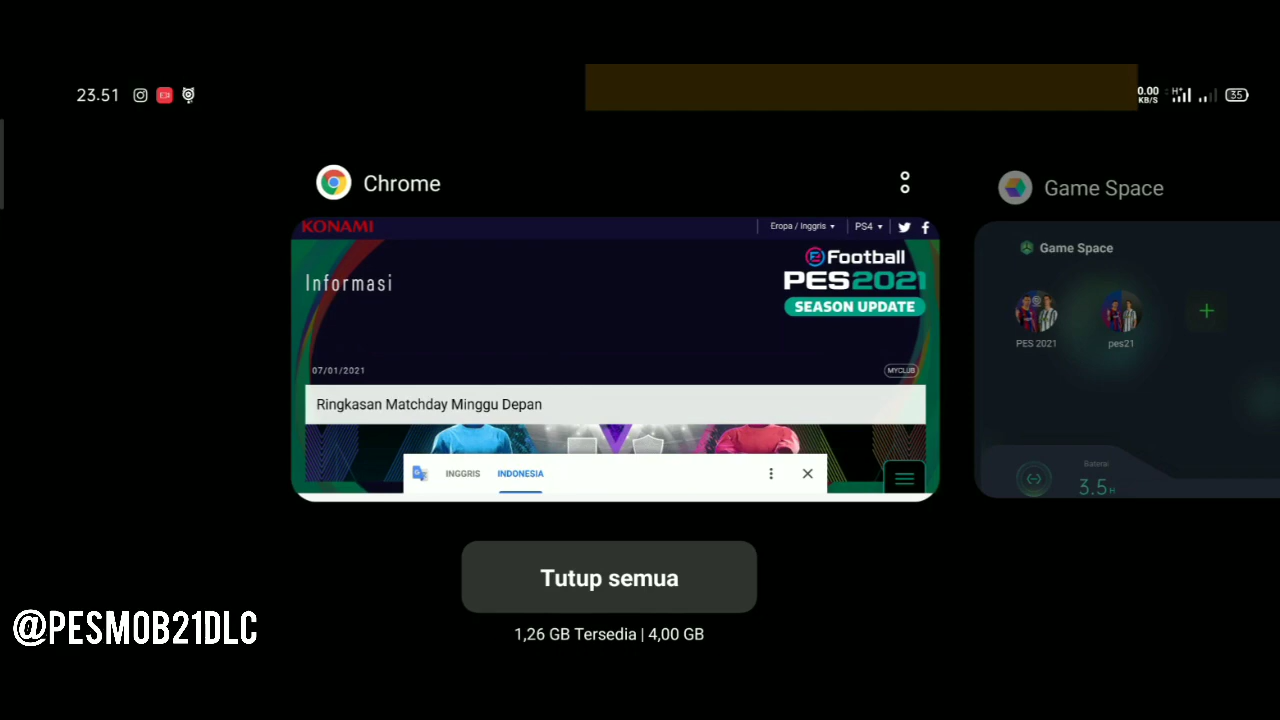 23.51
0.00
KB/S
H+
35
Chrome
Game Space
KONAMI
Eropa / Inggris
PS4
Informasi
eFootball
PES2021
SEASON UPDATE
07/01/2021
MYCLUB
Ringkasan Matchday Minggu Depan
INGGRIS
INDONESIA
Game Space
PES 2021
pes21
Baterai
3.5H
Tutup semua
1,26 GB Tersedia | 4,00 GB
@PESMOB21DLC